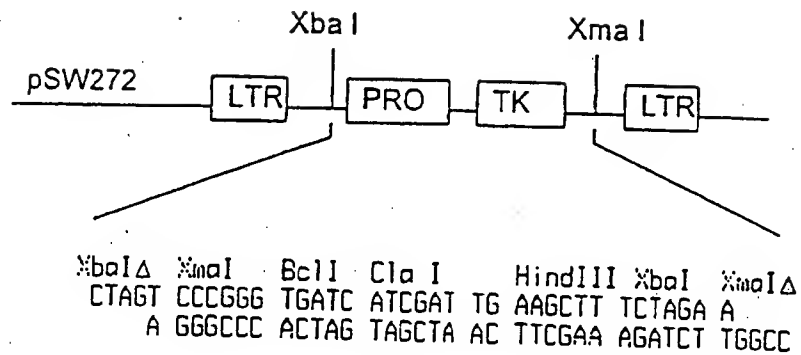 Xba I Xma I
pSW272 LTR PRO TK LTR
XbaIΔ XmaI BclI Cla I HindIII XbaI XmaIΔ
CTAGT CCCGGG TGATC ATCGAT TG AAGCTT TCTAGA A
A GGGCCC ACTAG TAGCTA AC TTCGAA AGATCT TGGCC